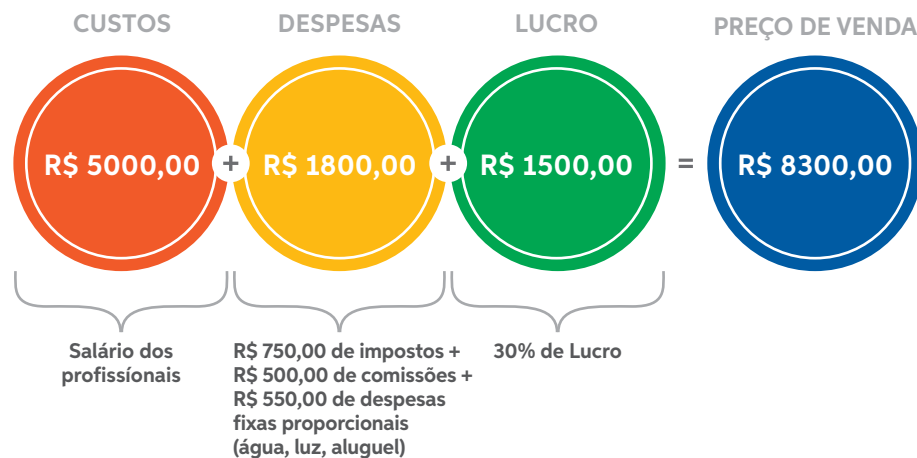 CUSTOS
DESPESAS
LUCRO
PREÇO DE VENDA
R$ 5000,00
+
R$ 1800,00
+
R$ 1500,00
=
R$ 8300,00
Salário dos
profissíonais
R$ 750,00 de impostos +
R$ 500,00 de comissões +
R$ 550,00 de despesas
fixas proporcionais
(água, luz, aluguel)
30% de Lucro